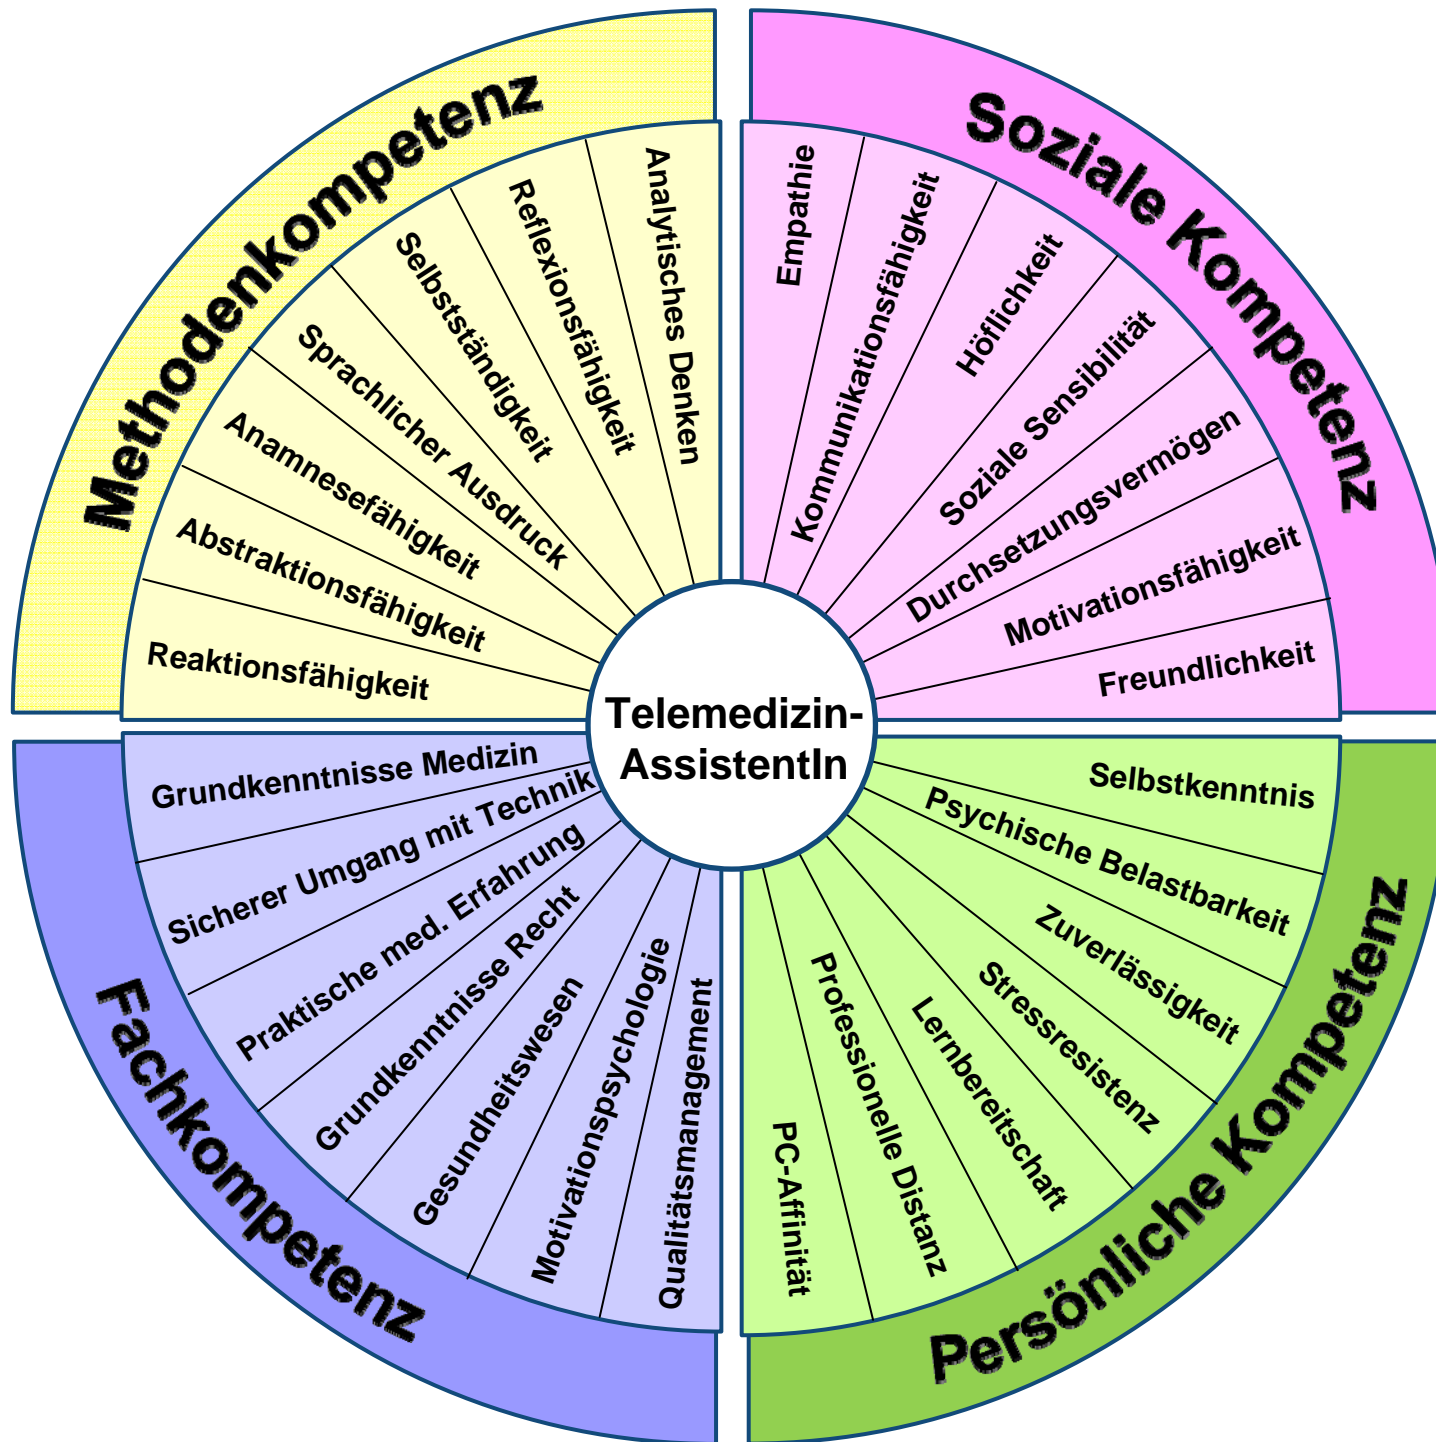 Methodenkompetenz
Reaktionsfähigkeit
Abstraktionsfähigkeit
Anamnesefähigkeit
Sprachlicher Ausdruck
Selbstständigkeit
Reflexionsfähigkeit
Analytisches Denken
Soziale Kompetenz
Empathie
Kommunikationsfähigkeit
Höflichkeit
Soziale Sensibilität
Durchsetzungsvermögen
Motivationsfähigkeit
Freundlichkeit
Telemedizin-
AssistentIn
Persönliche Kompetenz
Selbstkenntnis
Psychische Belastbarkeit
Zuverlässigkeit
Stressresistenz
Lernbereitschaft
Professionelle Distanz
PC-Affinität
Fachkompetenz
Grundkenntnisse Medizin
Sicherer Umgang mit Technik
Praktische med. Erfahrung
Grundkenntnisse Recht
Gesundheitswesen
Motivationspsychologie
Qualitätsmanagement